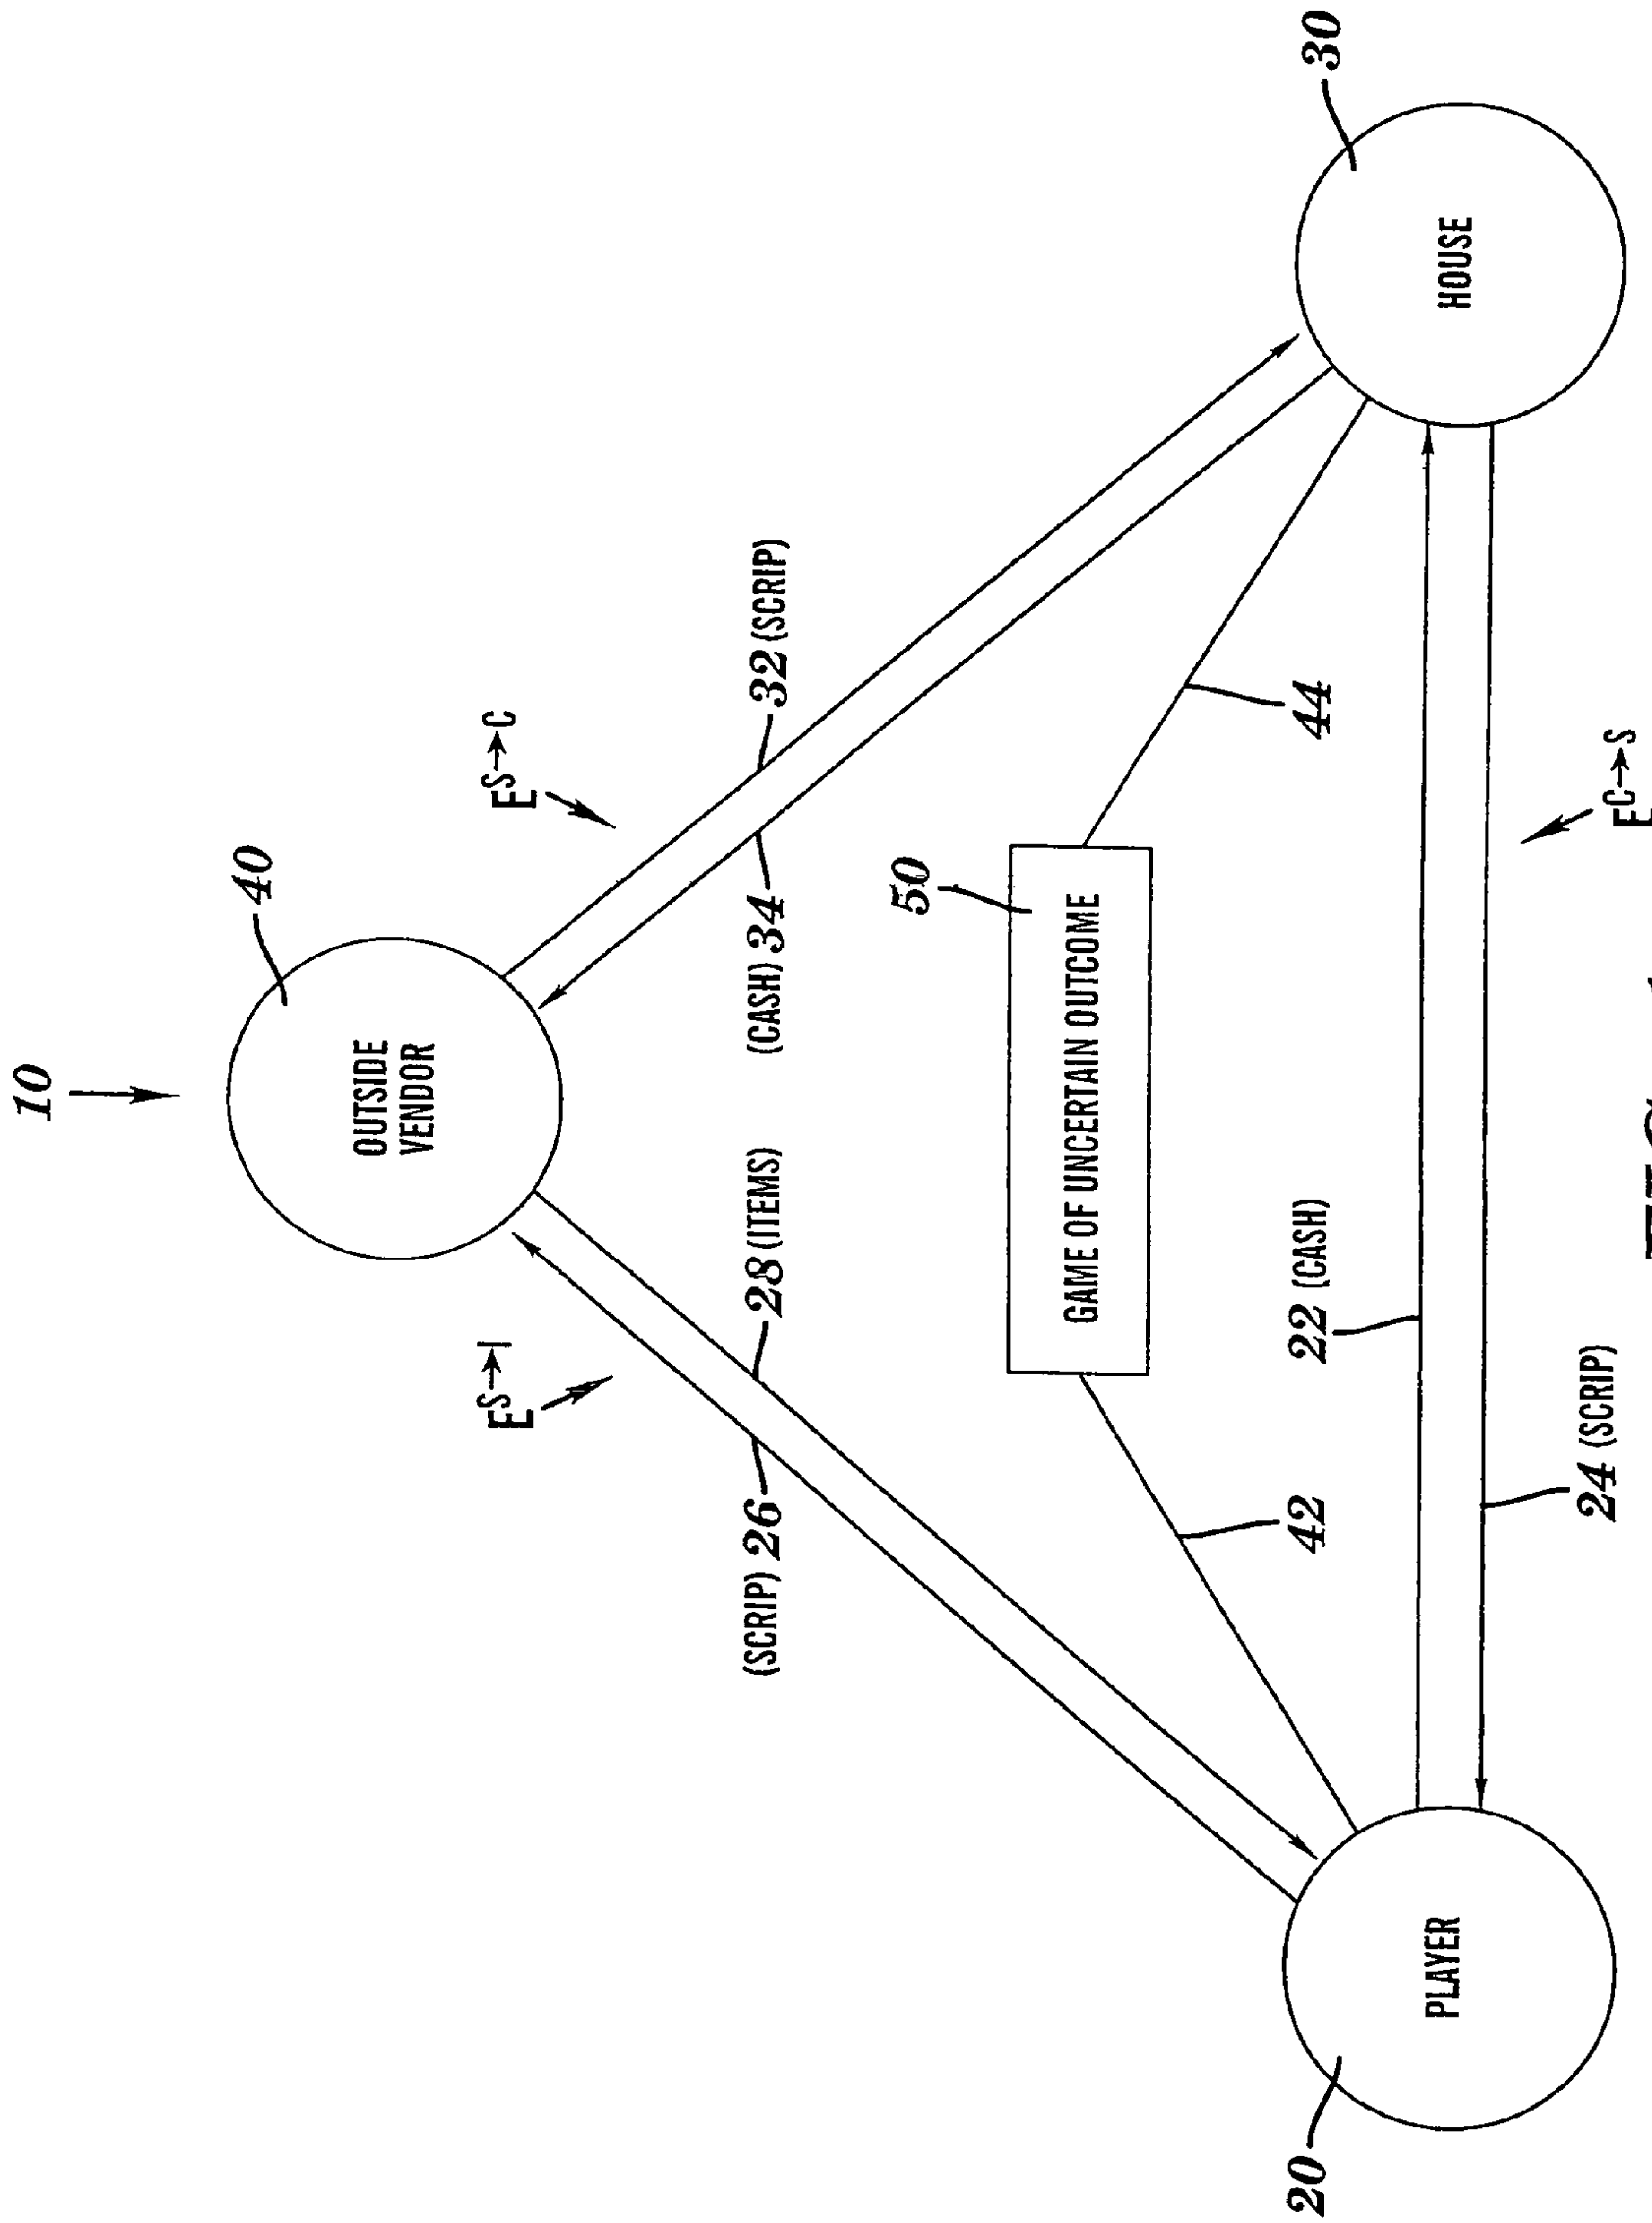 10
40
OUTSIDE
VENDOR
E^S→I
E^S→C
(SCRIP) 26
28 (ITEMS)
(CASH) 34
32 (SCRIP)
50
GAME OF UNCERTAIN OUTCOME
20
42
22 (CASH)
44
30
PLAYER
HOUSE
24 (SCRIP)
E^C→S